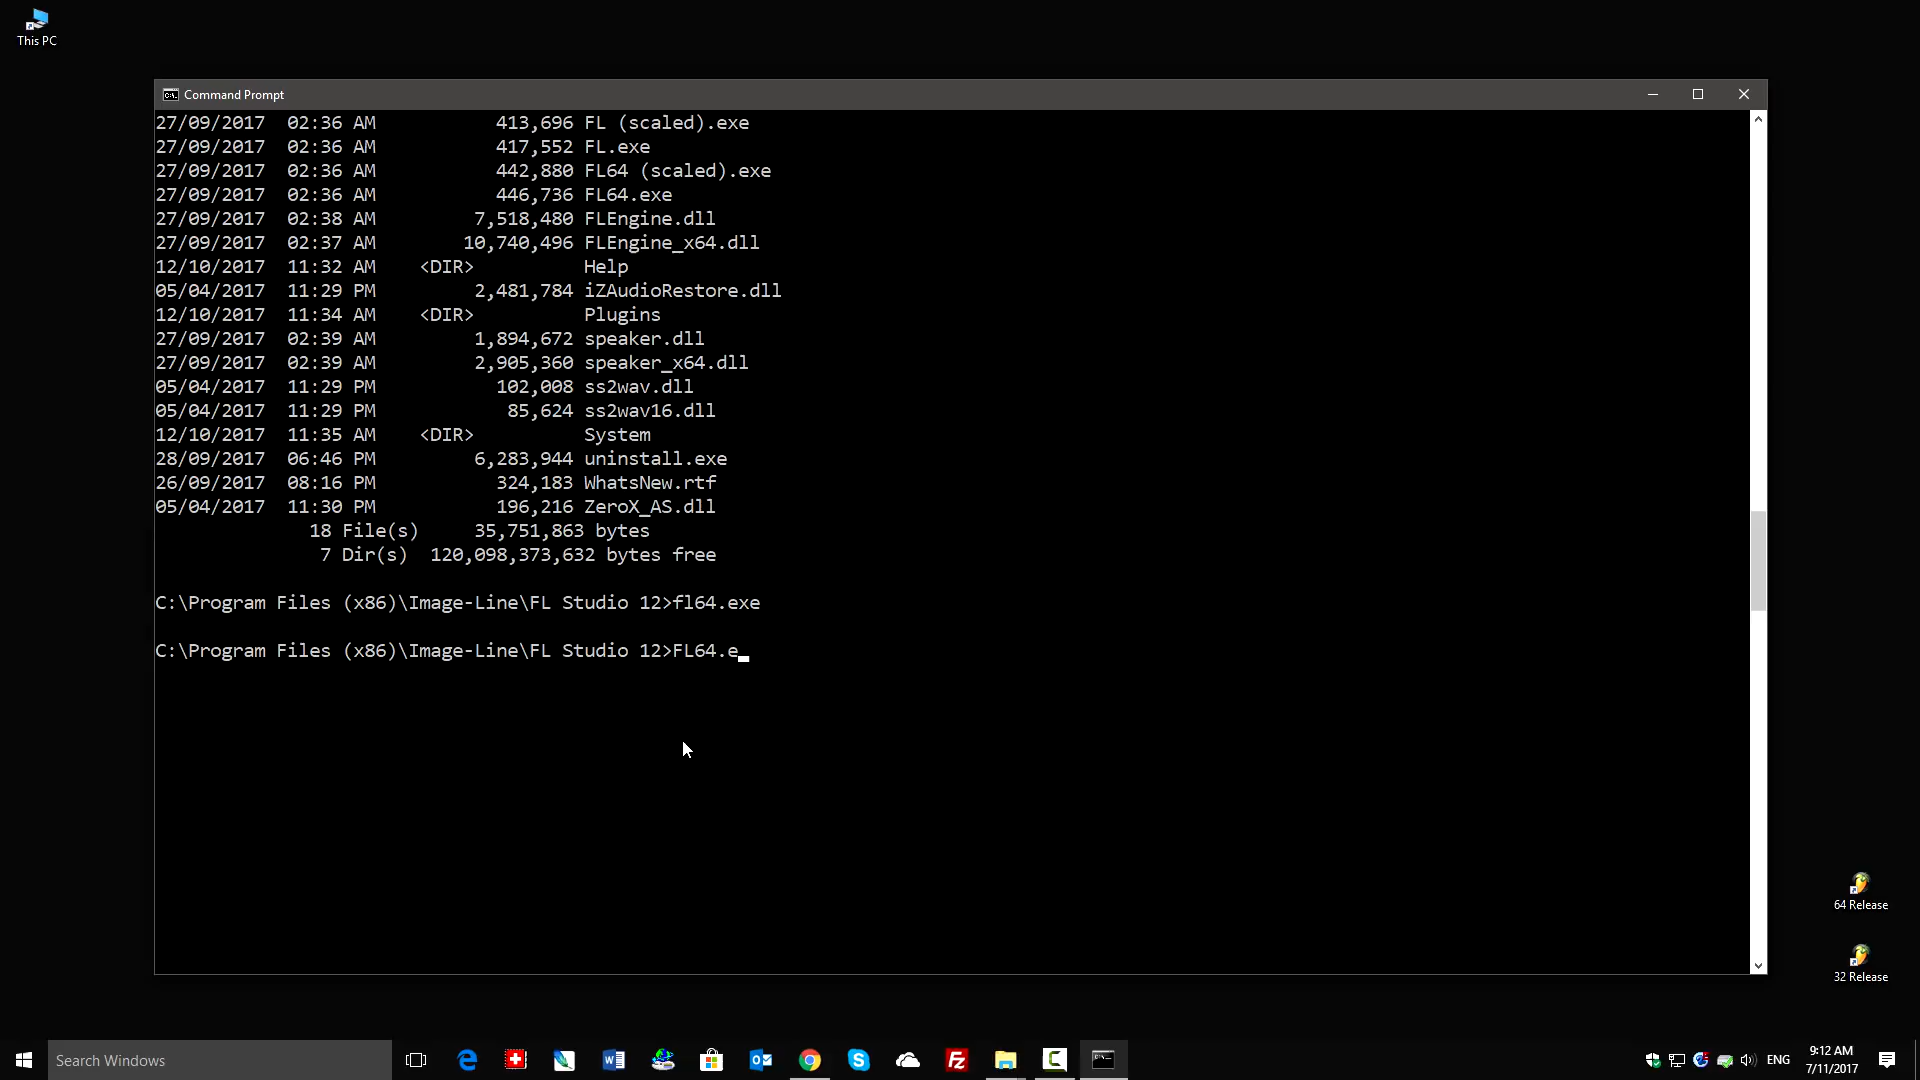 This PC
Command Prompt
27/09/2017  02:36 AM           413,696 FL (scaled).exe
27/09/2017  02:36 AM           417,552 FL.exe
27/09/2017  02:36 AM           442,880 FL64 (scaled).exe
27/09/2017  02:36 AM           446,736 FL64.exe
27/09/2017  02:38 AM         7,518,480 FLEngine.dll
27/09/2017  02:37 AM        10,740,496 FLEngine_x64.dll
12/10/2017  11:32 AM    <DIR>          Help
05/04/2017  11:29 PM         2,481,784 iZAudioRestore.dll
12/10/2017  11:34 AM    <DIR>          Plugins
27/09/2017  02:39 AM         1,894,672 speaker.dll
27/09/2017  02:39 AM         2,905,360 speaker_x64.dll
05/04/2017  11:29 PM           102,008 ss2wav.dll
05/04/2017  11:29 PM            85,624 ss2wav16.dll
12/10/2017  11:35 AM    <DIR>          System
28/09/2017  06:46 PM         6,283,944 uninstall.exe
26/09/2017  08:16 PM           324,183 WhatsNew.rtf
05/04/2017  11:30 PM           196,216 ZeroX_AS.dll
18 File(s)     35,751,863 bytes
7 Dir(s)  120,098,373,632 bytes free
C:\Program Files (x86)\Image-Line\FL Studio 12>fl64.exe
C:\Program Files (x86)\Image-Line\FL Studio 12>FL64.e
64 Release
32 Release
Search Windows
ENG
9:12 AM
7/11/2017